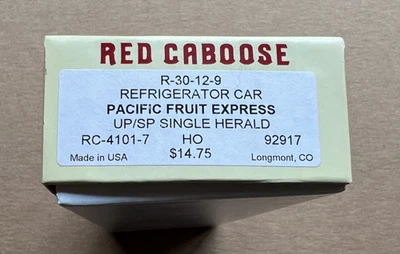 RED CABOOSE
R-30-12-9
REFRIGERATOR CAR
PACIFIC FRUIT EXPRESS
UP/SP SINGLE HERALD
RC-4101-7 HO 92917
Made in USA $14.75 Longmont, CO